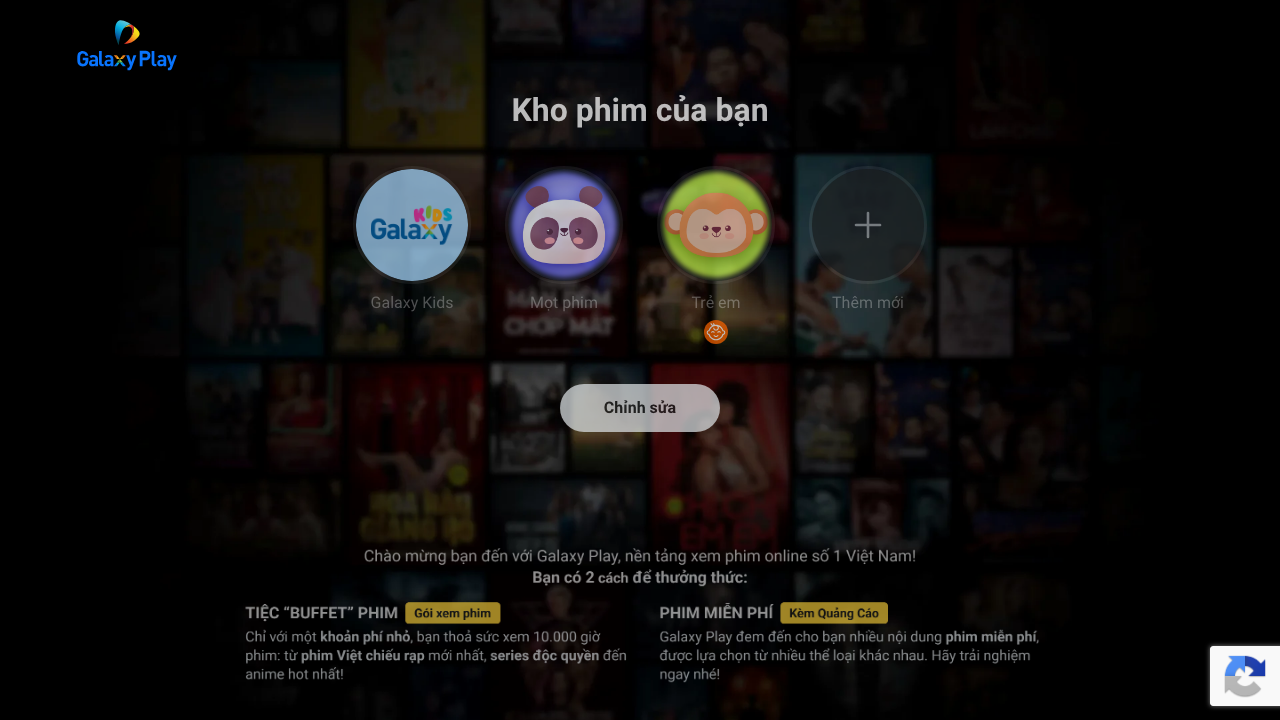 Galaxy Play
Kho phim của bạn
KIDS
Galaxy
Galaxy Kids
Mọt phim
Trẻ em
Thêm mới
CHỚP MẮT
Chỉnh sửa
Chào mừng bạn đến với Galaxy Play, nền tảng xem phim online số 1 Việt Nam!
Bạn có 2 cách để thưởng thức:
TIỆC “BUFFET” PHIM Gói xem phim
Chỉ với một khoản phí nhỏ, bạn thoả sức xem 10.000 giờ
phim: từ phim Việt chiếu rạp mới nhất, series độc quyền đến
anime hot nhất!
PHIM MIỄN PHÍ Kèm Quảng Cáo
Galaxy Play đem đến cho bạn nhiều nội dung phim miễn phí,
được lựa chọn từ nhiều thể loại khác nhau. Hãy trải nghiệm
ngay nhé!